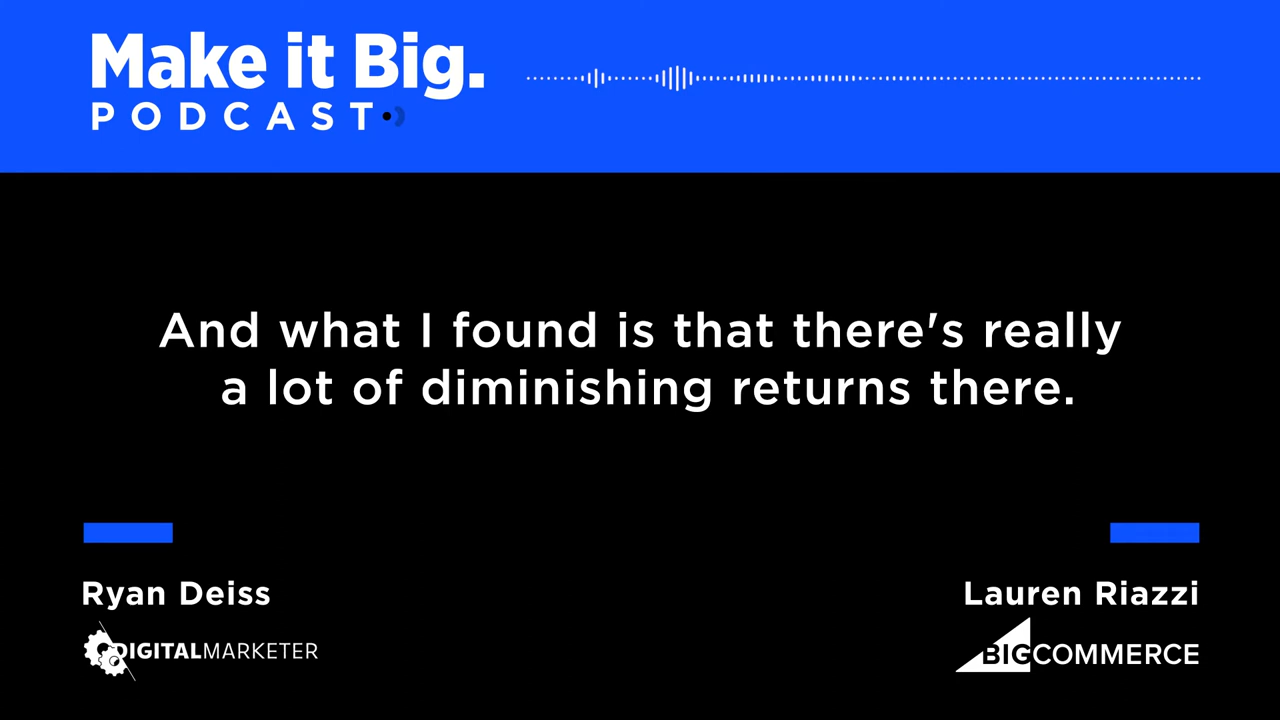 Make it Big.
PODCAST
And what I found is that there's really
a lot of diminishing returns there.
Ryan Deiss
Lauren Riazzi
DIGITALMARKETER
BIGCOMMERCE